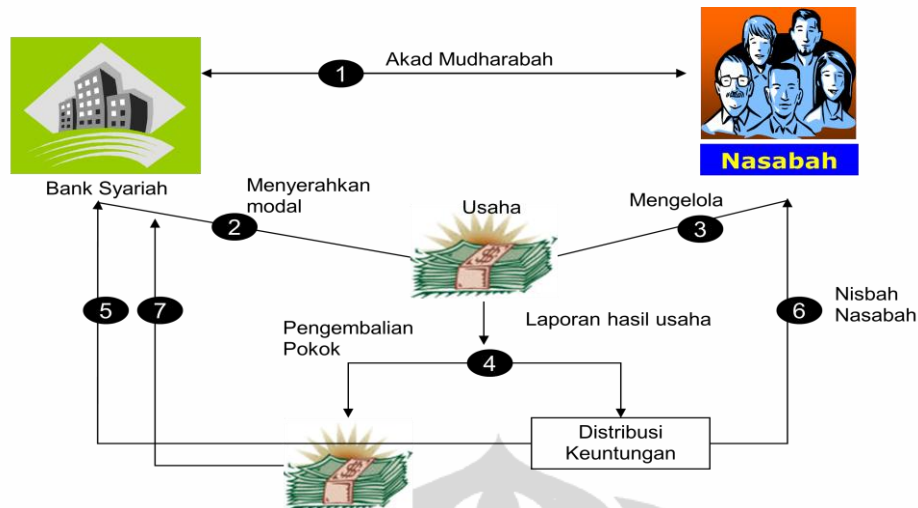 1
Akad Mudharabah
Nasabah
Bank Syariah
Menyerahkan
modal
2
Usaha
Mengelola
3
5
7
Pengembalian
Pokok
Laporan hasil usaha
4
6
Nisbah
Nasabah
Distribusi
Keuntungan